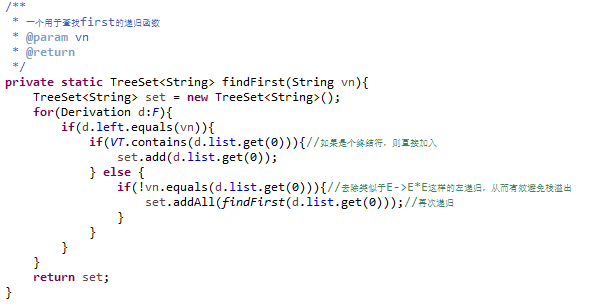 /**
 * 一个用于查找first的递归函数
 * @param vn
 * @return
 */
private static TreeSet<String> findFirst(String vn){
    TreeSet<String> set = new TreeSet<String>();
    for(Derivation d:F){
        if(d.left.equals(vn)){
            if(VT.contains(d.list.get(0))){//如果是个终结符，则直接加入
                set.add(d.list.get(0));
            } else {
                if(!vn.equals(d.list.get(0))){//去除类似于E->E*E这样的左递归，从而有效避免栈溢出
                    set.addAll(findFirst(d.list.get(0)));//再次递归
                }
            }
        }
    }
    return set;
}